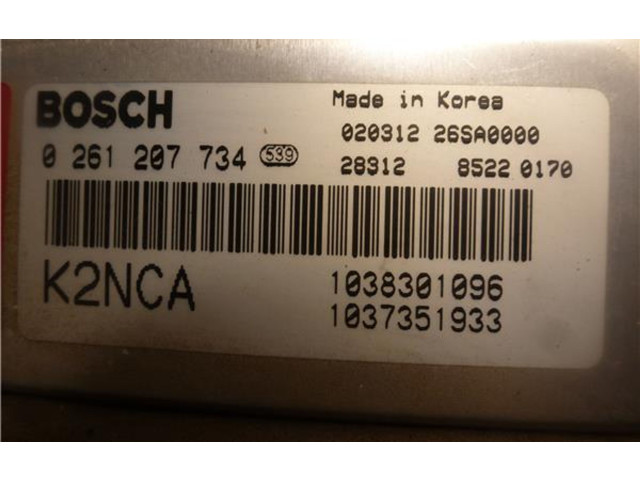 BOSCH
Made in Korea
020312 26SA0000
0 261 207 734 539
28312 8522 0170
K2NCA
1038301096
1037351933